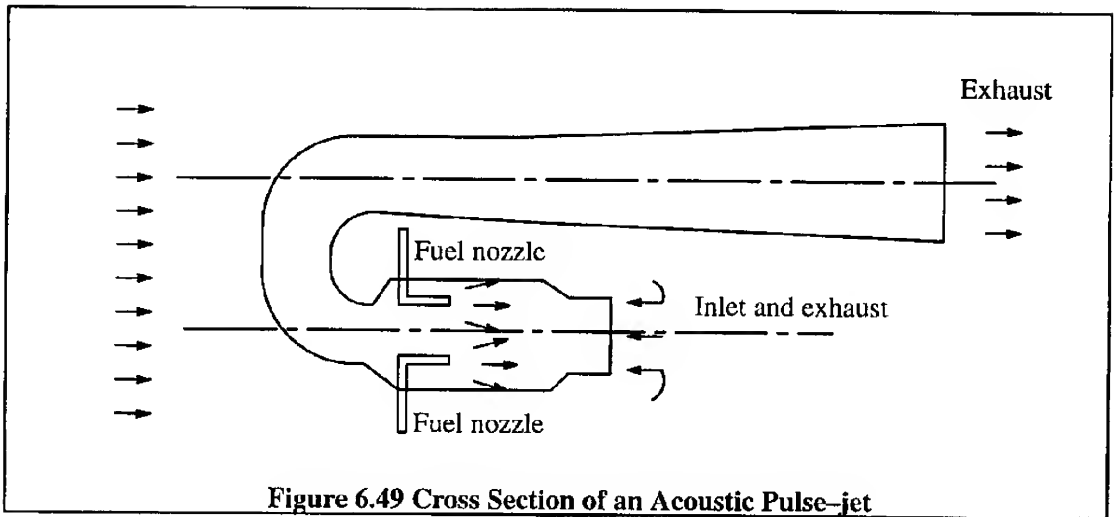 Exhaust
Fuel nozzle
Inlet and exhaust
Fuel nozzle
Figure 6.49 Cross Section of an Acoustic Pulse–jet